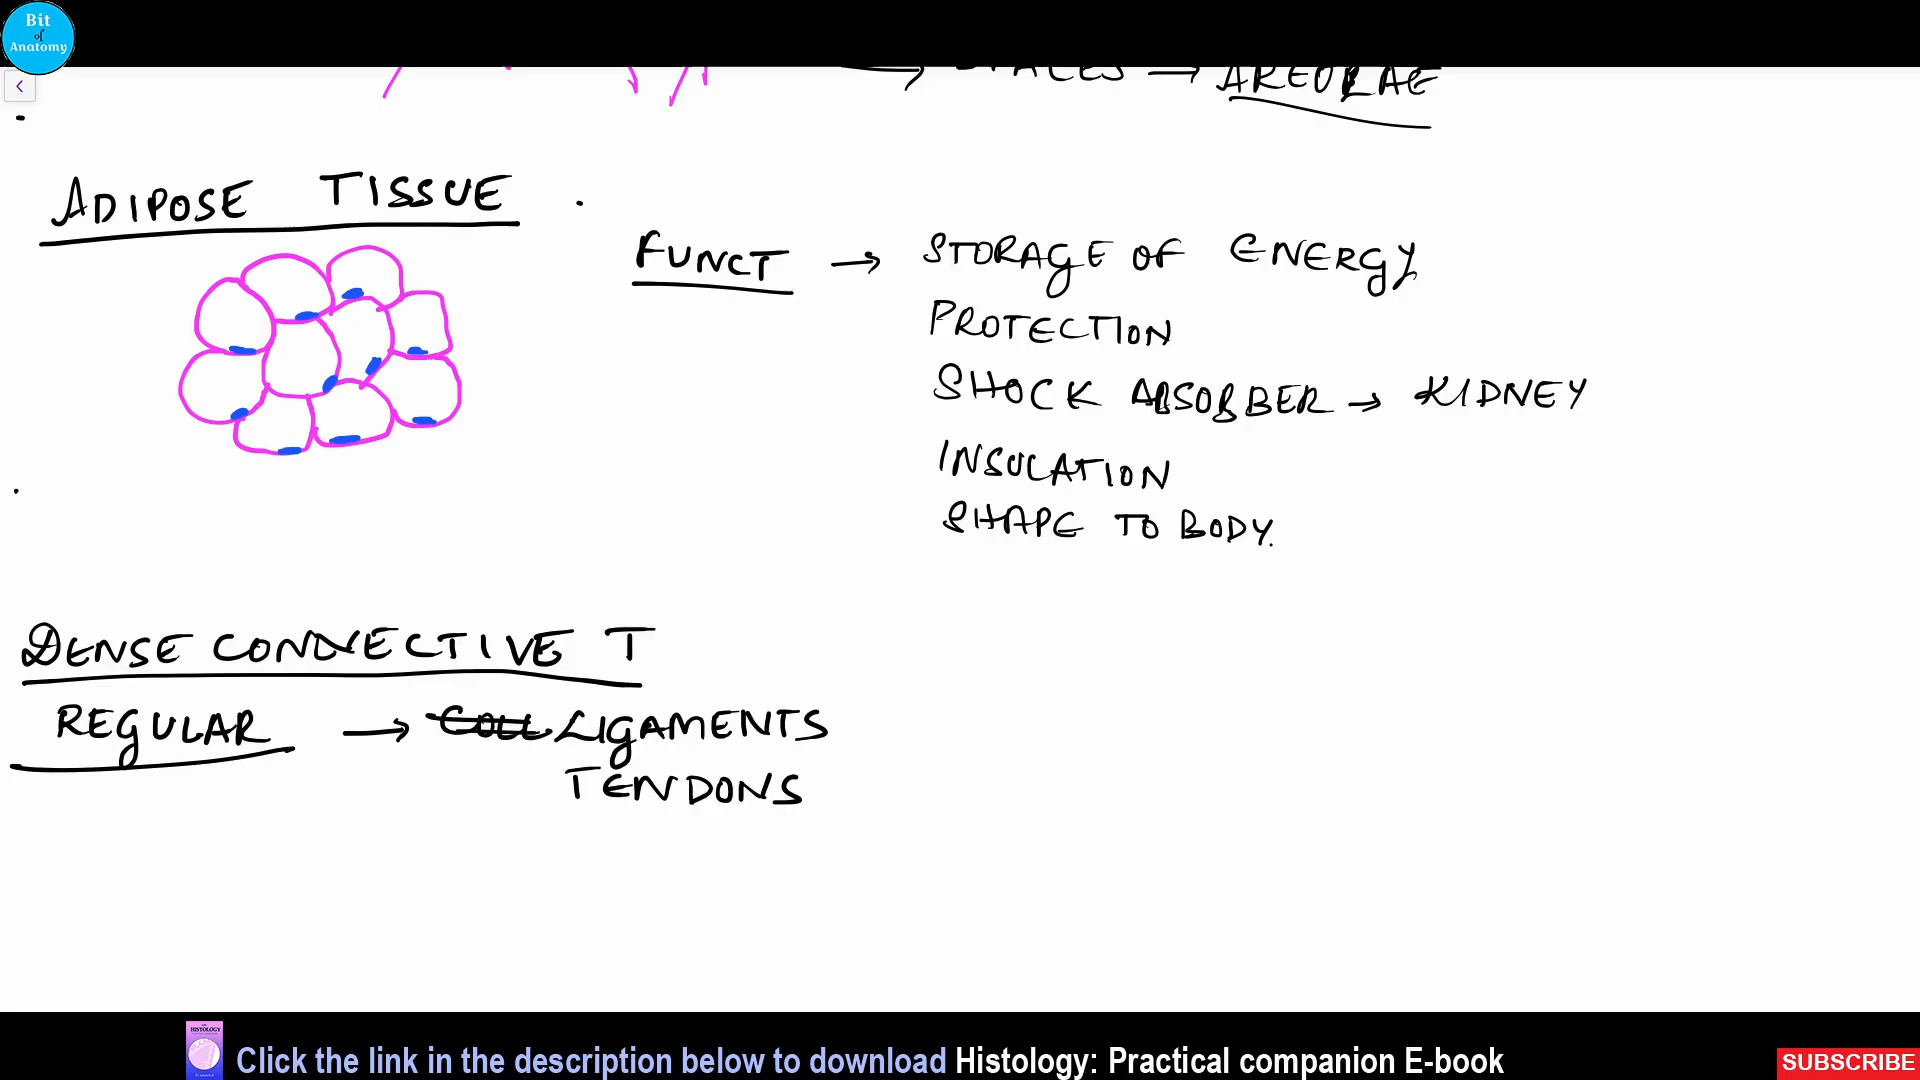 Bit
of
Anatomy
→ → AREOLAE
ADIPOSE TISSUE
FUNCT → STORAGE OF ENERGY
PROTECTION
SHOCK ABSORBER → KIDNEY
INSULATION
SHAPE TO BODY.
DENSE CONNECTIVE T
REGULAR → LIGAMENTS
TENDONS
HISTOLOGY
Click the link in the description below to download Histology: Practical companion E-book
SUBSCRIBE